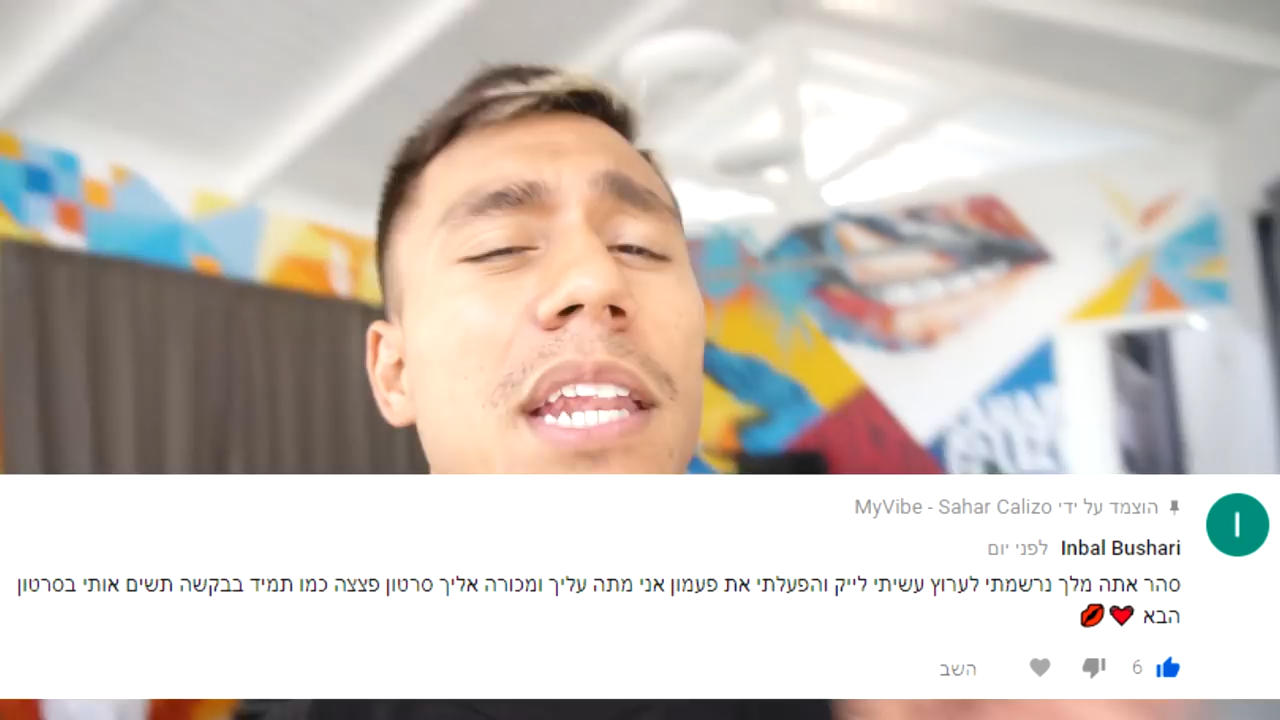 הוצמד על ידי MyVibe - Sahar Calizo
I
Inbal Bushari לפני יום
סהר אתה מלך נרשמתי לערוץ עשיתי לייק והפעלתי את פעמון אני מתה עליך ומכורה אליך סרטון פצצה כמו תמיד בבקשה תשים אותי בסרטון
הבא ❤️💋
6 השב